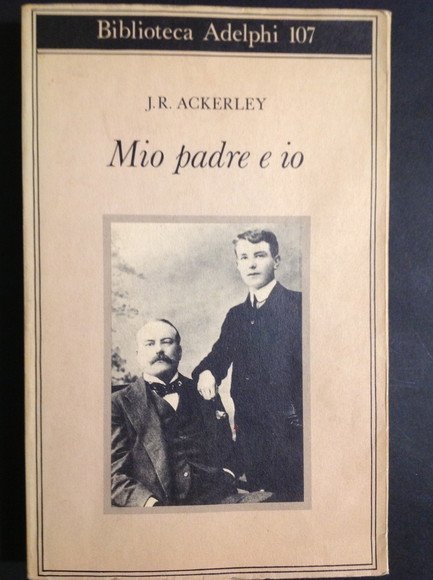 Biblioteca Adelphi 107
J.R. ACKERLEY
Mio padre e io